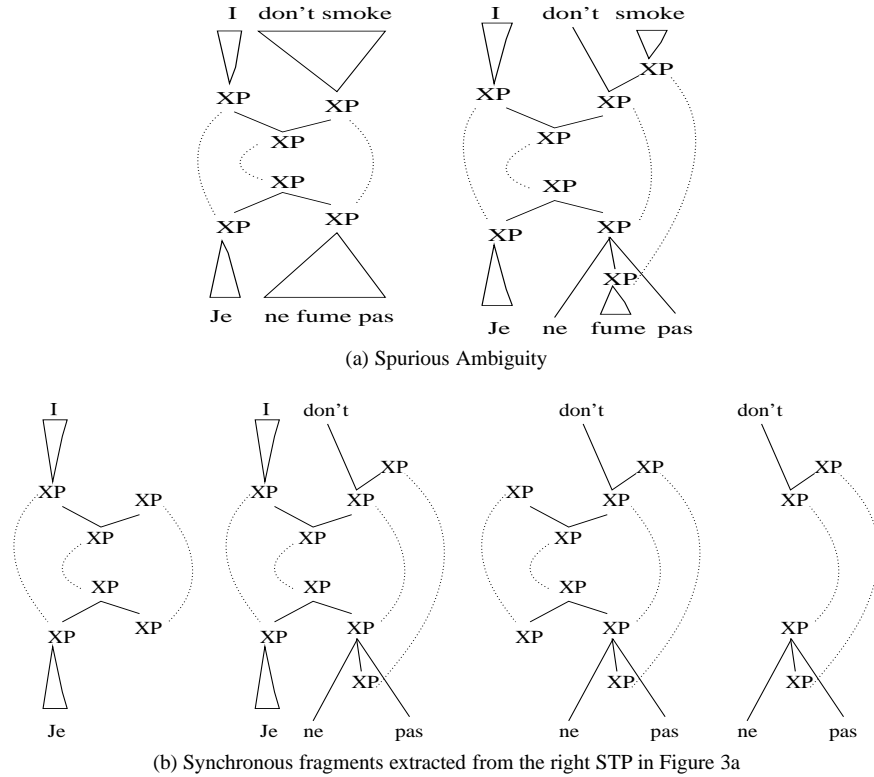 I don't smoke I don't smoke
XP
XP XP XP XP
XP XP
XP XP
XP XP XP XP
XP
Je ne fume pas Je ne fume pas
(a) Spurious Ambiguity
I I don't don't don't
XP XP XP
XP XP XP XP XP XP XP
XP XP XP
XP XP XP
XP XP XP XP XP XP XP
XP XP XP
Je Je ne pas ne pas ne pas
(b) Synchronous fragments extracted from the right STP in Figure 3a